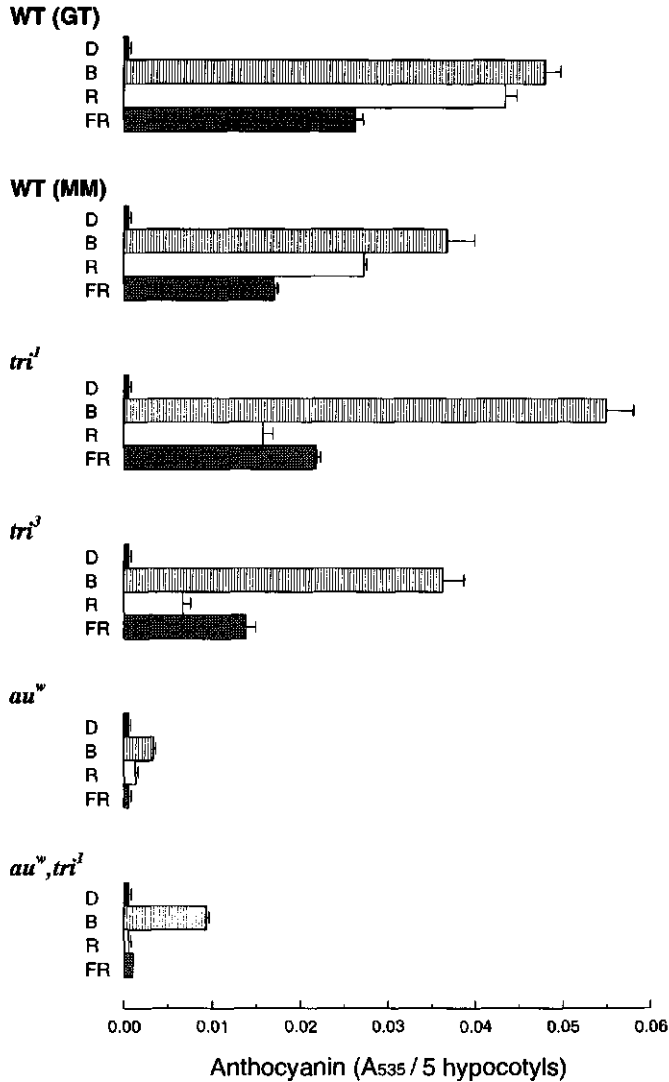 WT (GT)
D
B
R
FR
WT (MM)
D
B
R
FR
tri¹
D
B
R
FR
tri³
D
B
R
FR
auʷ
D
B
R
FR
auʷ,tri¹
D
B
R
FR
0.00 0.01 0.02 0.03 0.04 0.05 0.06
Anthocyanin (A₅₃₅ / 5 hypocotyls)